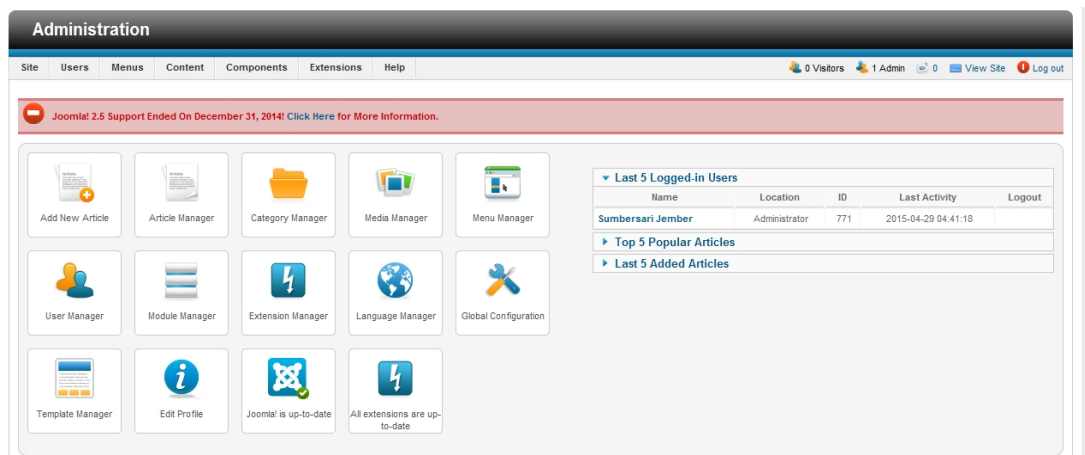 Administration
Site Users Menus Content Components Extensions Help 0 Visitors 1 Admin 0 View Site Log out
Joomla! 2.5 Support Ended On December 31, 2014! Click Here for More Information.
Add New Article Article Manager Category Manager Media Manager Menu Manager
User Manager Module Manager Extension Manager Language Manager Global Configuration
Template Manager Edit Profile Joomla! is up-to-date All extensions are up-
to-date
Last 5 Logged-in Users
Name Location ID Last Activity Logout
Sumbersari Jember Administrator 771 2015-04-29 04:41:18
Top 5 Popular Articles
Last 5 Added Articles